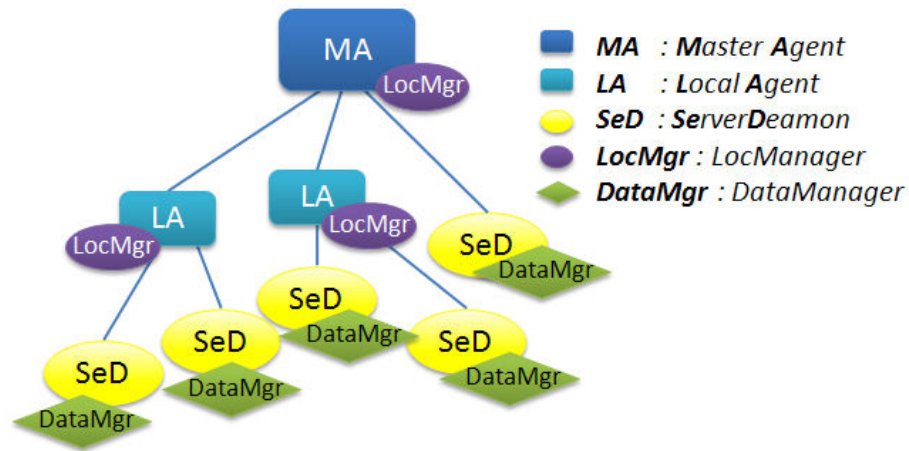 MA
LocMgr
MA : Master Agent
LA : Local Agent
SeD : ServerDeamon
LocMgr : LocManager
DataMgr : DataManager
LA
LocMgr
LA
LocMgr
SeD
DataMgr
SeD
DataMgr
SeD
DataMgr
SeD
DataMgr
SeD
DataMgr